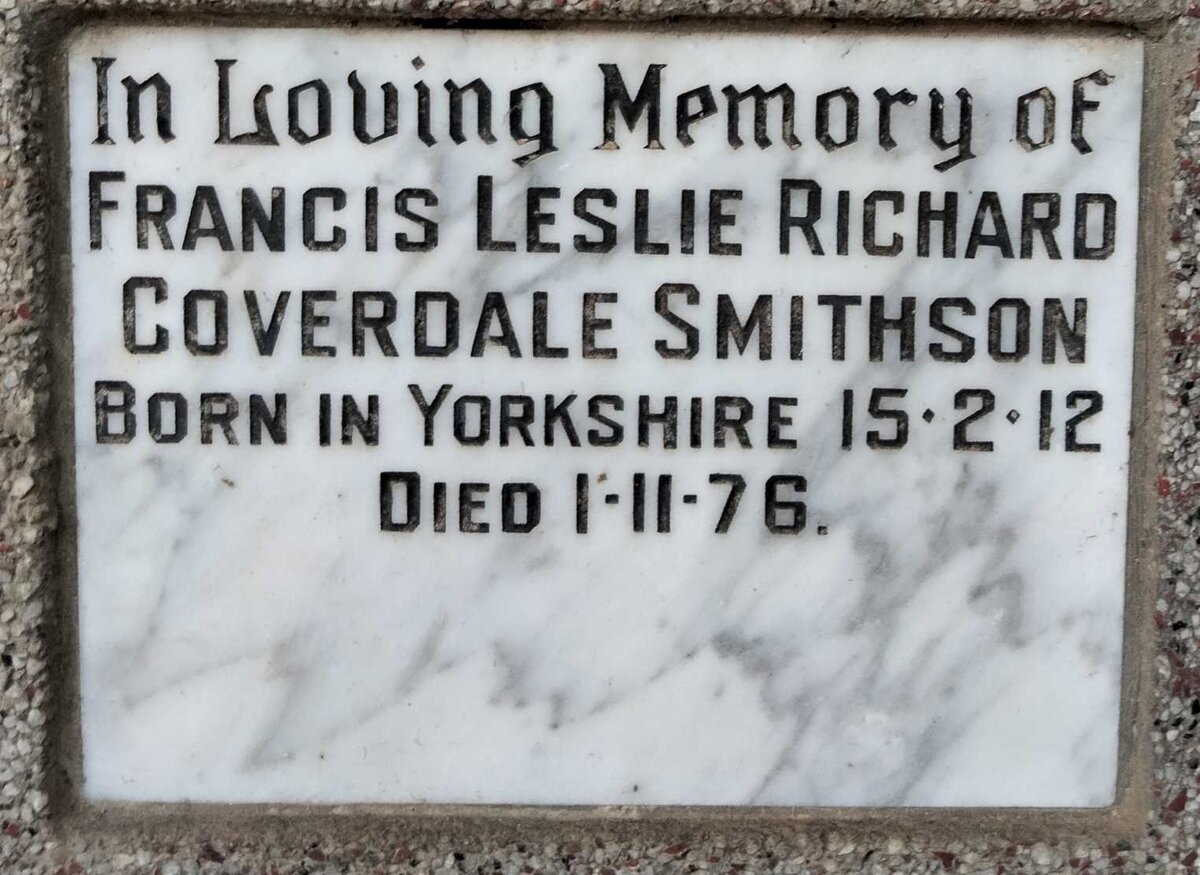 In Loving Memory of
FRANCIS LESLIE RICHARD
COVERDALE SMITHSON
BORN IN YORKSHIRE 15·2·12
DIED 1-11-76.